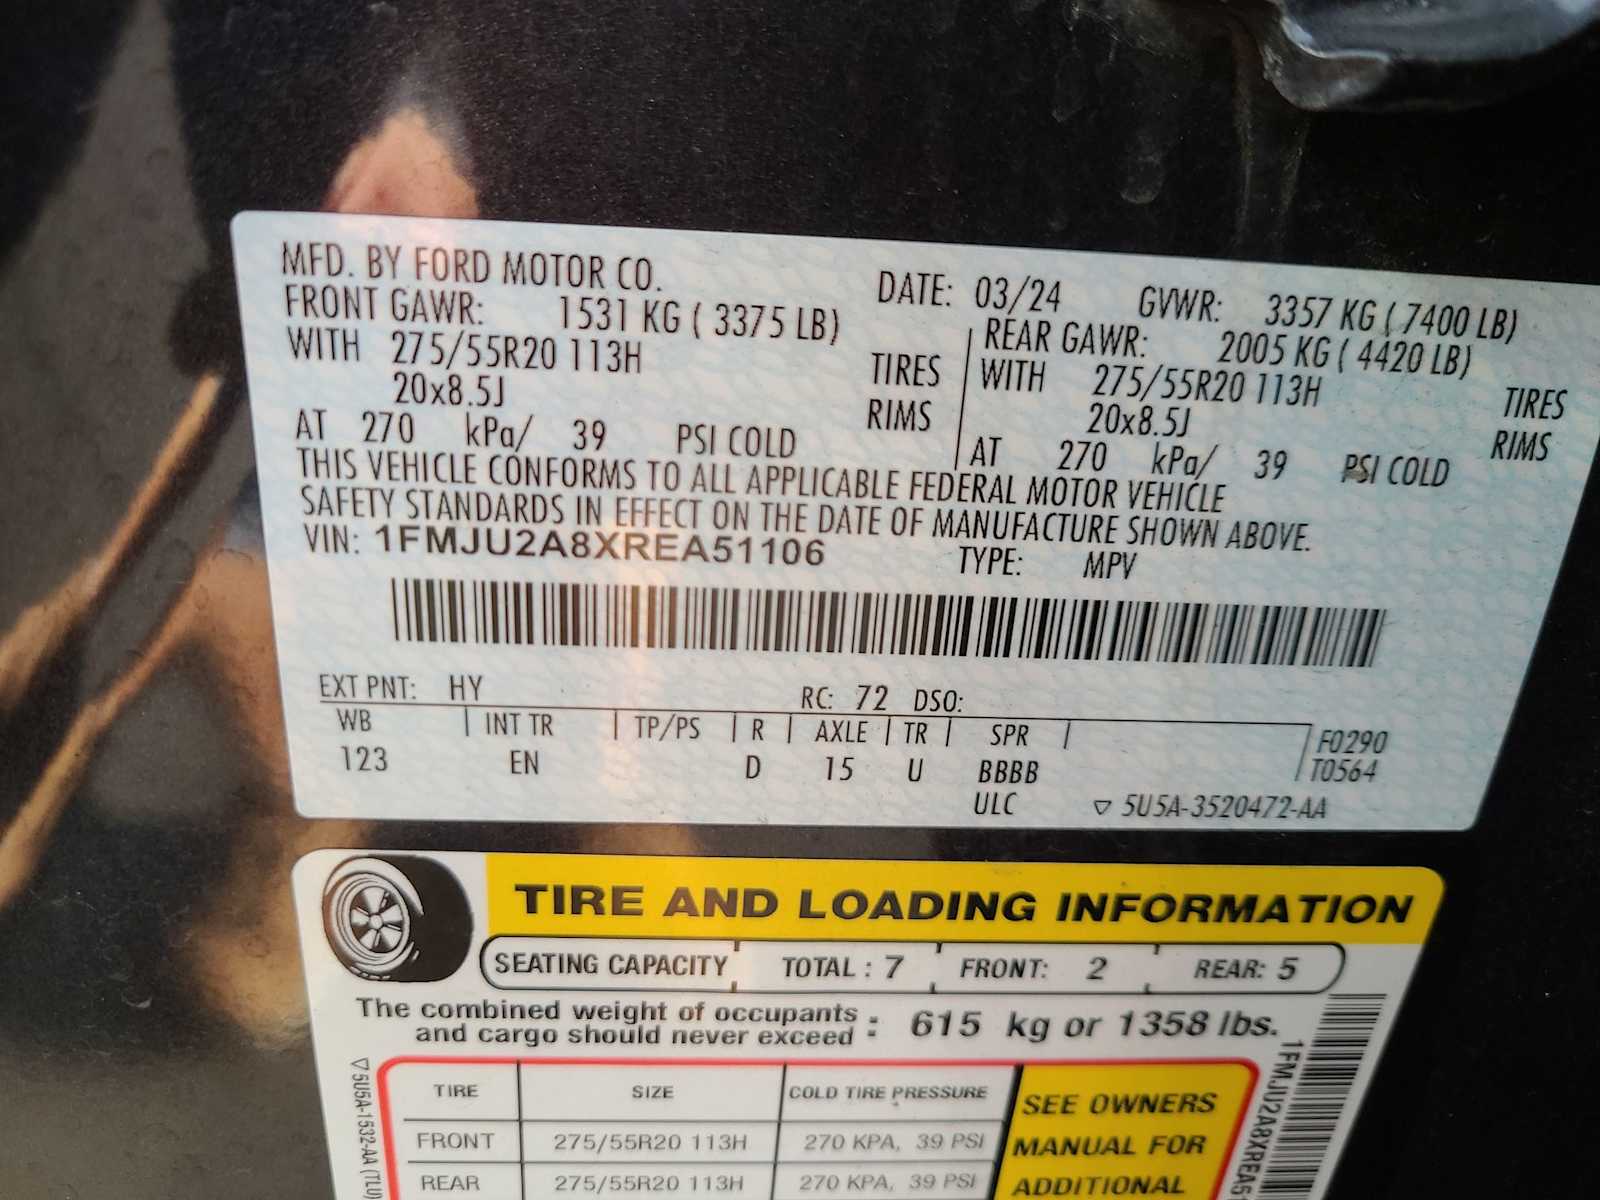 MFD. BY FORD MOTOR CO.
DATE: 03/24 GVWR: 3357 KG ( 7400 LB)
FRONT GAWR: 1531 KG ( 3375 LB)
WITH 275/55R20 113H TIRES
20x8.5J RIMS
AT 270 kPa/ 39 PSI COLD
REAR GAWR: 2005 KG ( 4420 LB)
WITH 275/55R20 113H TIRES
20x8.5J RIMS
AT 270 kPa/ 39 PSI COLD
THIS VEHICLE CONFORMS TO ALL APPLICABLE FEDERAL MOTOR VEHICLE
SAFETY STANDARDS IN EFFECT ON THE DATE OF MANUFACTURE SHOWN ABOVE.
VIN: 1FMJU2A8XREA51106 TYPE: MPV
EXT PNT: HY RC: 72 DSO:
WB | INT TR | TP/PS | R | AXLE | TR | SPR | F0290
123 EN D 15 U BBBB T0564
ULC ▽ 5U5A-3520472-AA
TIRE AND LOADING INFORMATION
SEATING CAPACITY TOTAL : 7 FRONT: 2 REAR: 5
The combined weight of occupants
and cargo should never exceed : 615 kg or 1358 lbs.
TIRE SIZE COLD TIRE PRESSURE
FRONT 275/55R20 113H 270 KPA, 39 PSI
REAR 275/55R20 113H 270 KPA, 39 PSI
SEE OWNERS
MANUAL FOR
ADDITIONAL
▽5U5A-1532-AA (TLU)
1FMJU2A8XREA5